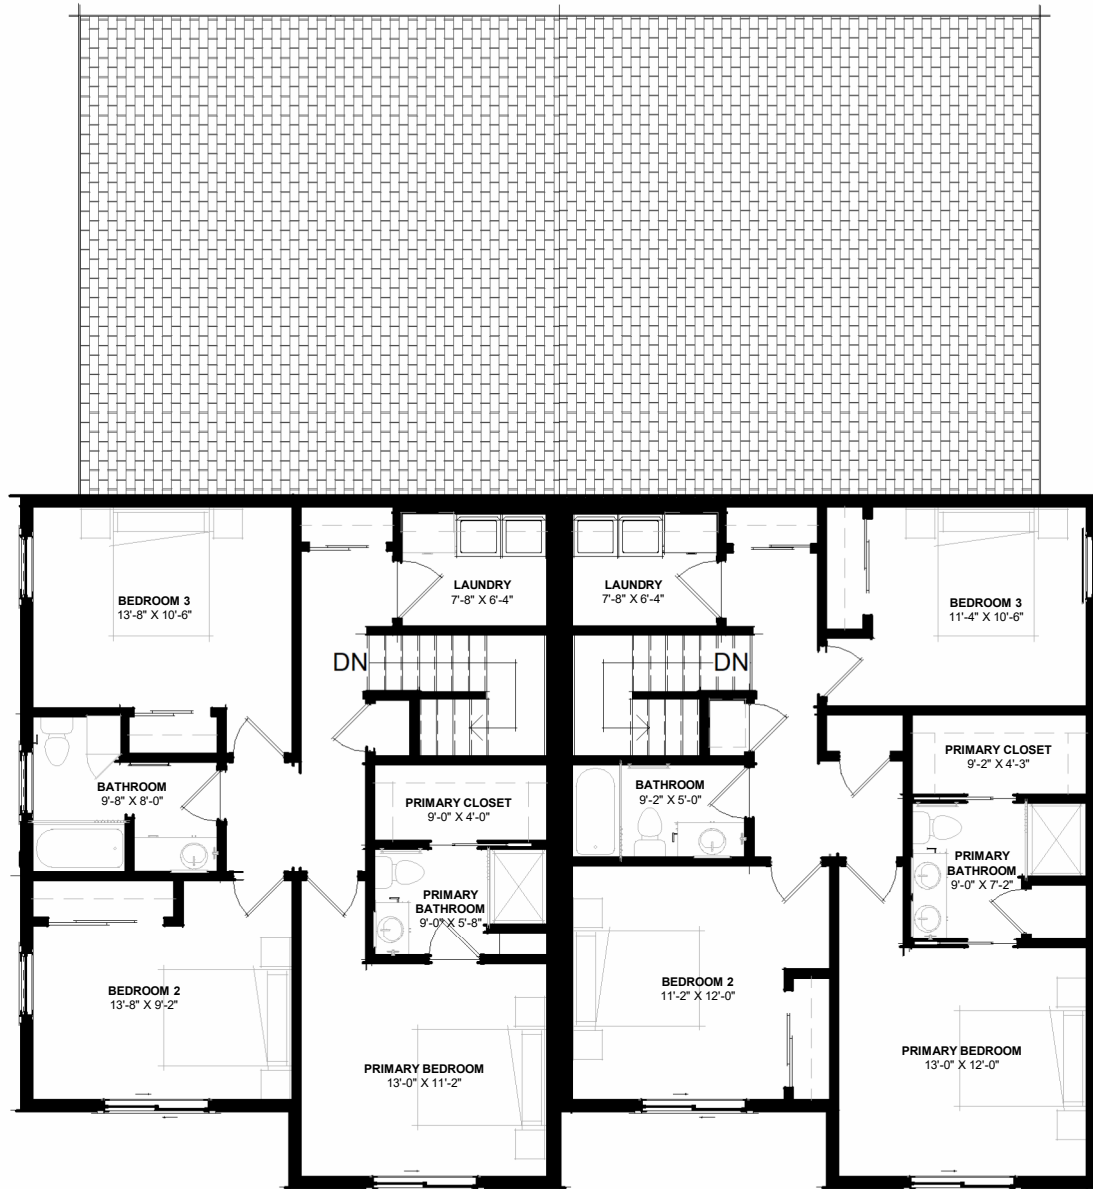 BEDROOM 3
13'-8" X 10'-6"
LAUNDRY
7'-8" X 6'-4"
LAUNDRY
7'-8" X 6'-4"
BEDROOM 3
11'-4" X 10'-6"
DN
DN
BATHROOM
9'-8" X 8'-0"
PRIMARY CLOSET
9'-0" X 4'-0"
BATHROOM
9'-2" X 5'-0"
PRIMARY CLOSET
9'-2" X 4'-3"
PRIMARY
BATHROOM
9'-0" X 5'-8"
PRIMARY
BATHROOM
9'-0" X 7'-2"
BEDROOM 2
13'-8" X 9'-2"
PRIMARY BEDROOM
13'-0" X 11'-2"
BEDROOM 2
11'-2" X 12'-0"
PRIMARY BEDROOM
13'-0" X 12'-0"